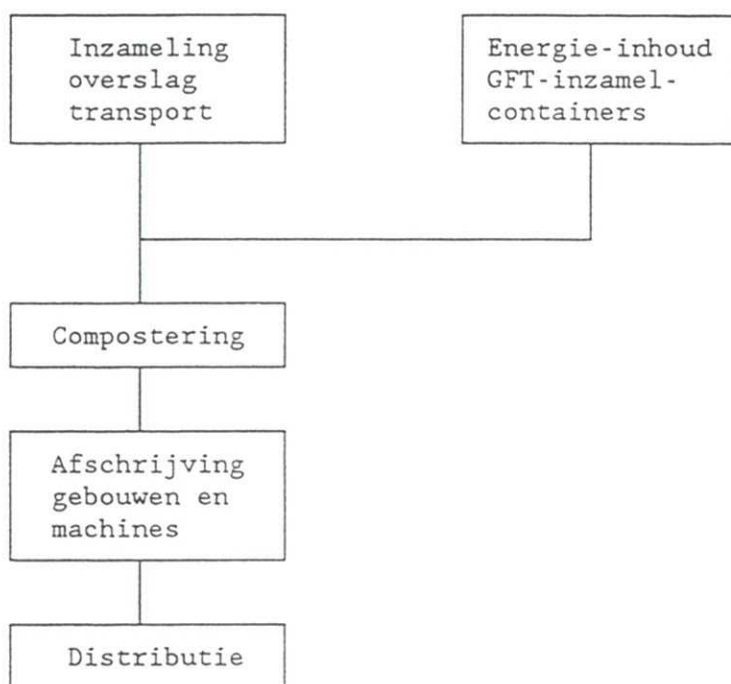 Inzameling
overslag
transport
Energie-inhoud
GFT-inzamel-
containers
Compostering
Afschrijving
gebouwen en
machines
Distributie